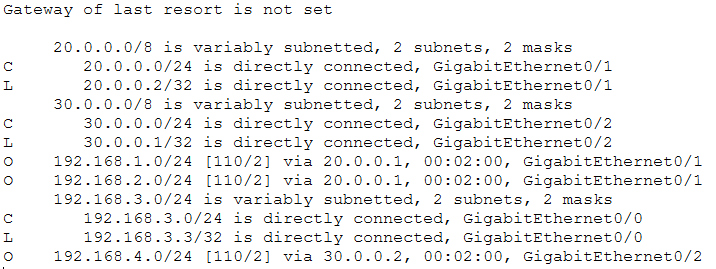 Gateway of last resort is not set
20.0.0.0/8 is variably subnetted, 2 subnets, 2 masks
C 20.0.0.0/24 is directly connected, GigabitEthernet0/1
L 20.0.0.2/32 is directly connected, GigabitEthernet0/1
30.0.0.0/8 is variably subnetted, 2 subnets, 2 masks
C 30.0.0.0/24 is directly connected, GigabitEthernet0/2
L 30.0.0.1/32 is directly connected, GigabitEthernet0/2
O 192.168.1.0/24 [110/2] via 20.0.0.1, 00:02:00, GigabitEthernet0/1
O 192.168.2.0/24 [110/2] via 20.0.0.1, 00:02:00, GigabitEthernet0/1
192.168.3.0/24 is variably subnetted, 2 subnets, 2 masks
C 192.168.3.0/24 is directly connected, GigabitEthernet0/0
L 192.168.3.3/32 is directly connected, GigabitEthernet0/0
O 192.168.4.0/24 [110/2] via 30.0.0.2, 00:02:00, GigabitEthernet0/2